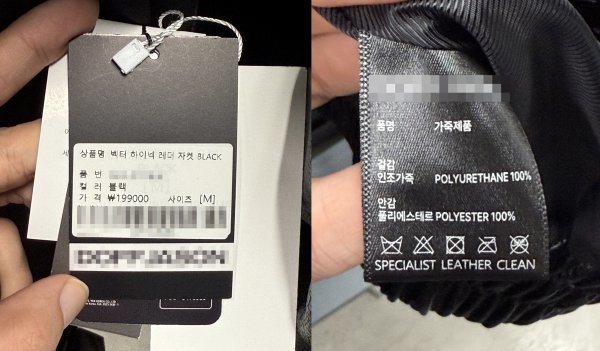 상품명 벡터 하이넥 레더 자켓 BLACK
품 번
컬 러 블랙
가 격 ₩199000 사이즈 [M]
품명 가죽제품
겉감
인조가죽 POLYURETHANE 100%
안감
폴리에스테르 POLYESTER 100%
SPECIALIST LEATHER CLEAN